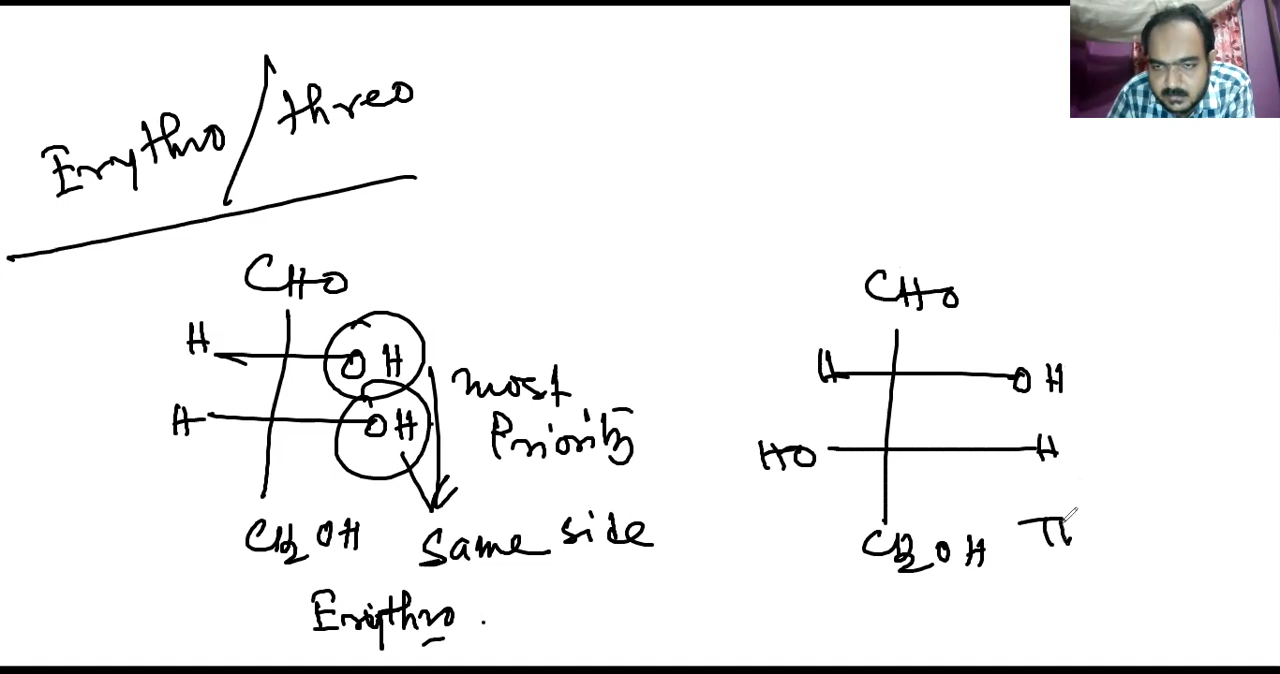 Erythro/threo
CHO
H OH
H OH
most
Priority
CH2OH
Same side
Erythro.
CHO
H OH
HO H
CH2OH